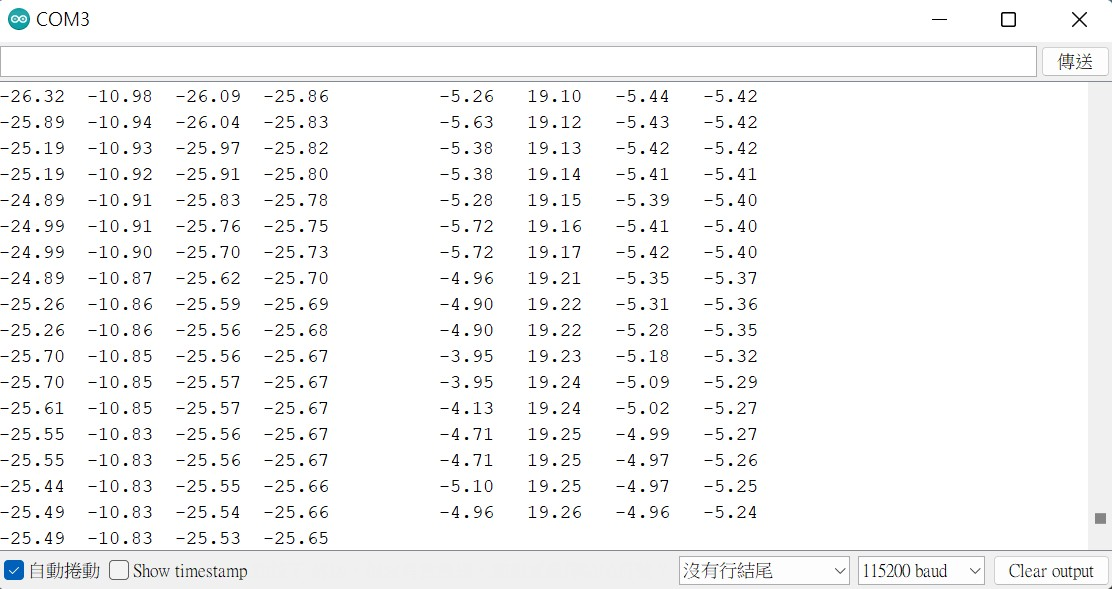 COM3
傳送
-26.32 -10.98 -26.09 -25.86 -5.26 19.10 -5.44 -5.42
-25.89 -10.94 -26.04 -25.83 -5.63 19.12 -5.43 -5.42
-25.19 -10.93 -25.97 -25.82 -5.38 19.13 -5.42 -5.42
-25.19 -10.92 -25.91 -25.80 -5.38 19.14 -5.41 -5.41
-24.89 -10.91 -25.83 -25.78 -5.28 19.15 -5.39 -5.40
-24.99 -10.91 -25.76 -25.75 -5.72 19.16 -5.41 -5.40
-24.99 -10.90 -25.70 -25.73 -5.72 19.17 -5.42 -5.40
-24.89 -10.87 -25.62 -25.70 -4.96 19.21 -5.35 -5.37
-25.26 -10.86 -25.59 -25.69 -4.90 19.22 -5.31 -5.36
-25.26 -10.86 -25.56 -25.68 -4.90 19.22 -5.28 -5.35
-25.70 -10.85 -25.56 -25.67 -3.95 19.23 -5.18 -5.32
-25.70 -10.85 -25.57 -25.67 -3.95 19.24 -5.09 -5.29
-25.61 -10.85 -25.57 -25.67 -4.13 19.24 -5.02 -5.27
-25.55 -10.83 -25.56 -25.67 -4.71 19.25 -4.99 -5.27
-25.55 -10.83 -25.56 -25.67 -4.71 19.25 -4.97 -5.26
-25.44 -10.83 -25.55 -25.66 -5.10 19.25 -4.97 -5.25
-25.49 -10.83 -25.54 -25.66 -4.96 19.26 -4.96 -5.24
-25.49 -10.83 -25.53 -25.65
自動捲動 Show timestamp 沒有行結尾 115200 baud Clear output